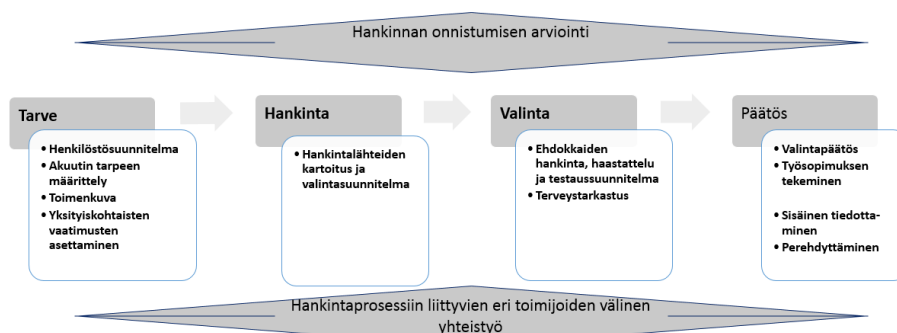 Hankinnan onnistumisen arviointi
Tarve
• Henkilöstösuunnitelma
• Akuutin tarpeen
määrittely
• Toimenkuva
• Yksityiskohtaisten
vaatimusten
asettaminen
Hankinta
• Hankintalähteiden
kartoitus ja
valintasuunnitelma
Valinta
• Ehdokkaiden
hankinta, haastattelu
ja testaussuunnitelma
• Terveystarkastus
Päätös
• Valintapäätös
• Työsopimuksen
tekeminen
• Sisäinen tiedotta-
minen
• Perehdyttäminen
Hankintaprosessiin liittyvien eri toimijoiden välinen
yhteistyö